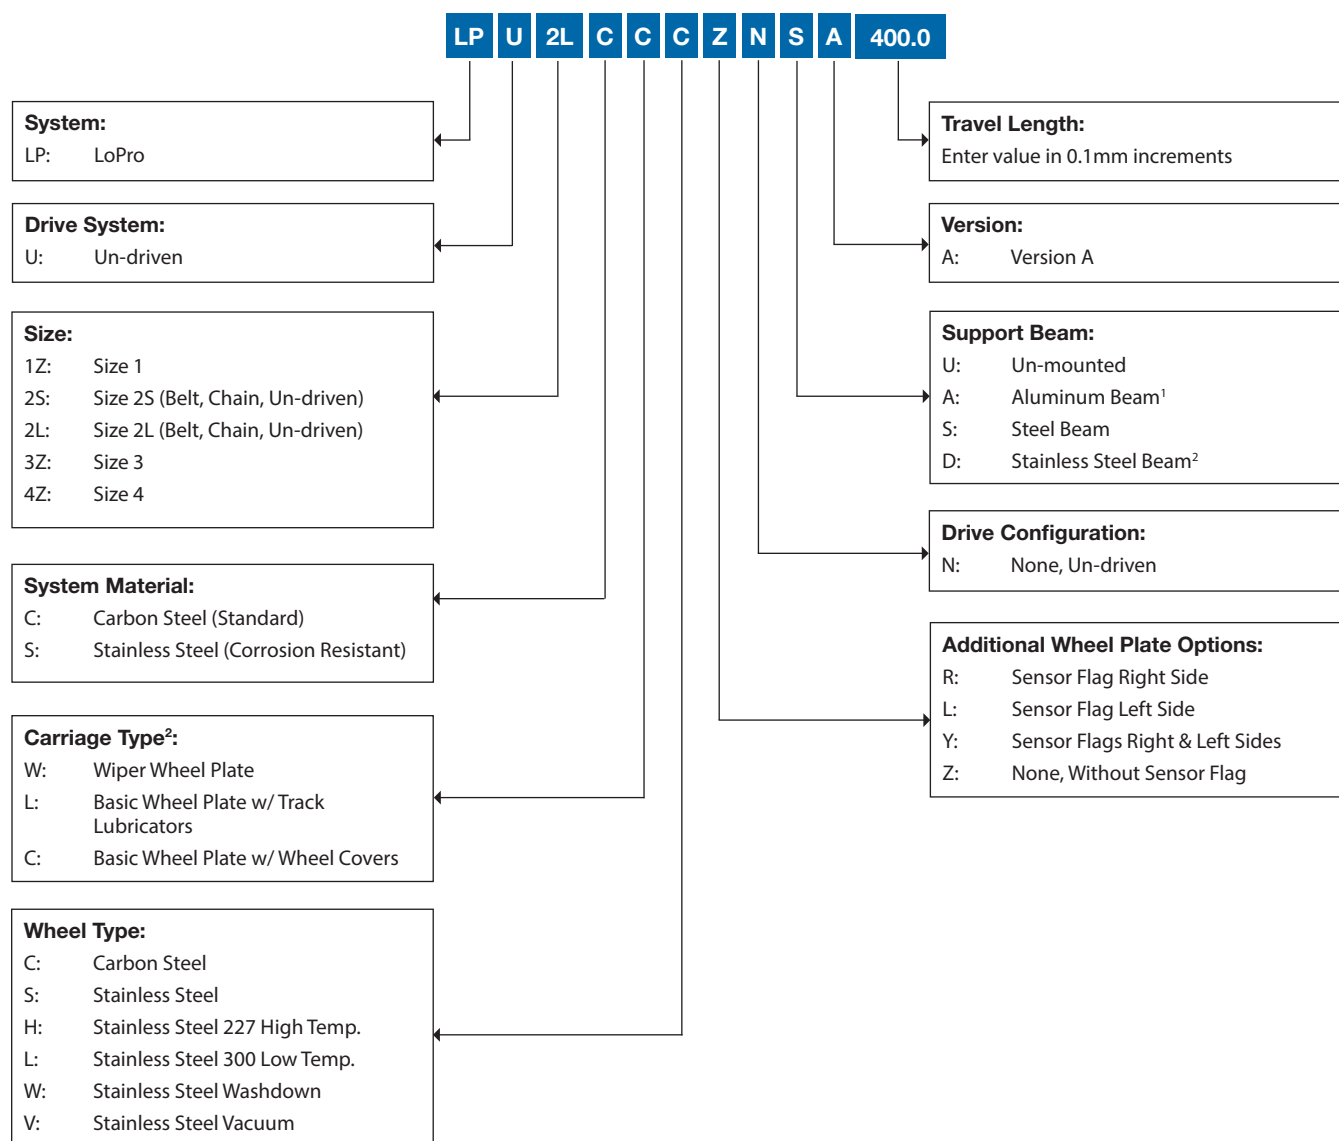 LP U 2L C C C Z N S A 400.0
System:
LP: LoPro
Drive System:
U: Un-driven
Size:
1Z: Size 1
2S: Size 2S (Belt, Chain, Un-driven)
2L: Size 2L (Belt, Chain, Un-driven)
3Z: Size 3
4Z: Size 4
System Material:
C: Carbon Steel (Standard)
S: Stainless Steel (Corrosion Resistant)
Carriage Type²:
W: Wiper Wheel Plate
L: Basic Wheel Plate w/ Track
Lubricators
C: Basic Wheel Plate w/ Wheel Covers
Wheel Type:
C: Carbon Steel
S: Stainless Steel
H: Stainless Steel 227 High Temp.
L: Stainless Steel 300 Low Temp.
W: Stainless Steel Washdown
V: Stainless Steel Vacuum
Travel Length:
Enter value in 0.1mm increments
Version:
A: Version A
Support Beam:
U: Un-mounted
A: Aluminum Beam¹
S: Steel Beam
D: Stainless Steel Beam²
Drive Configuration:
N: None, Un-driven
Additional Wheel Plate Options:
R: Sensor Flag Right Side
L: Sensor Flag Left Side
Y: Sensor Flags Right & Left Sides
Z: None, Without Sensor Flag